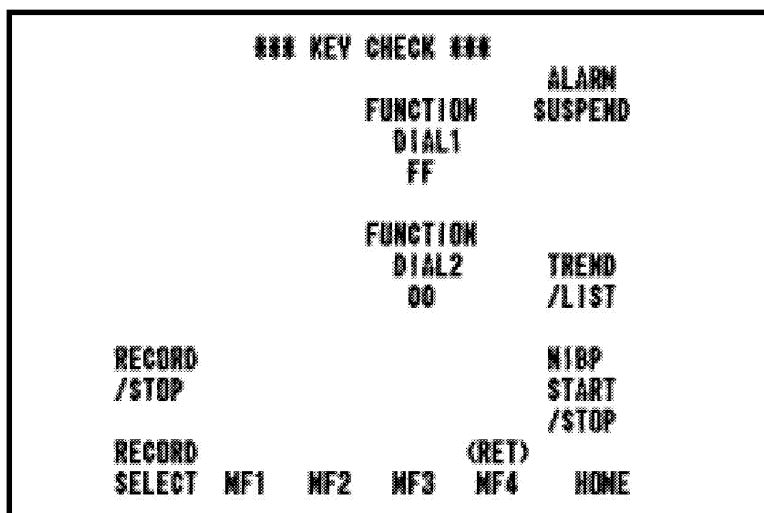 *** KEY CHECK ***
ALARM
FUNCTION SUSPEND
DIAL1
FF
FUNCTION
DIAL2 TREND
00 /LIST
RECORD NIBP
/STOP START
/STOP
RECORD (RET)
SELECT MF1 MF2 MF3 MF4 HOME